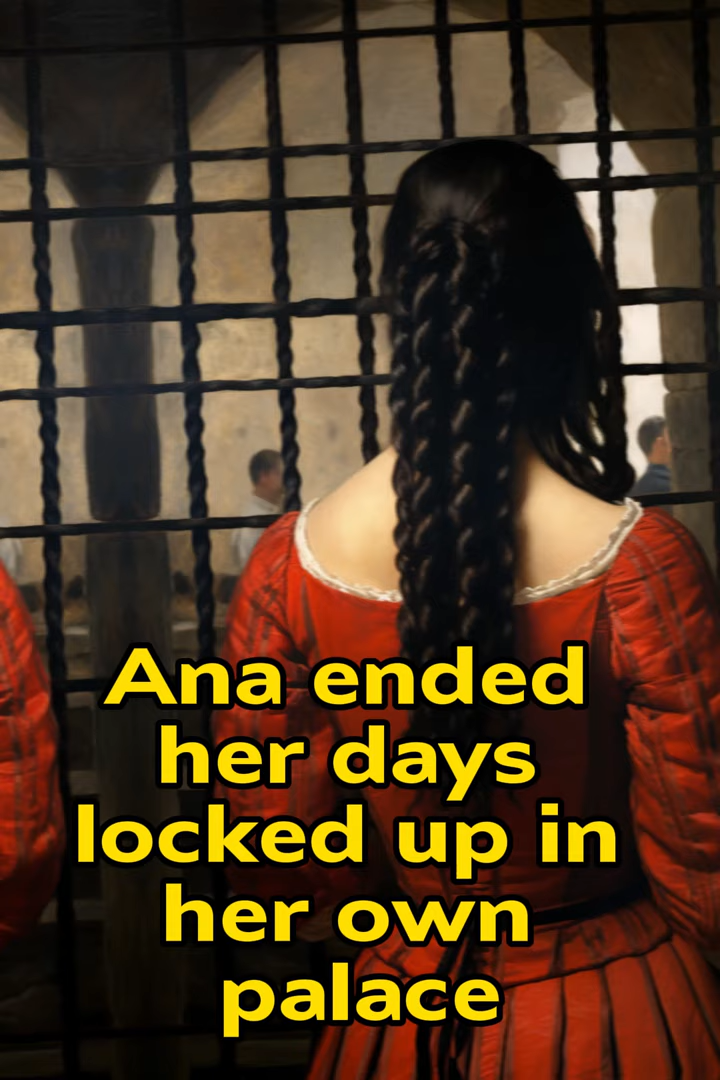 Ana ended
her days
locked up in
her own
palace